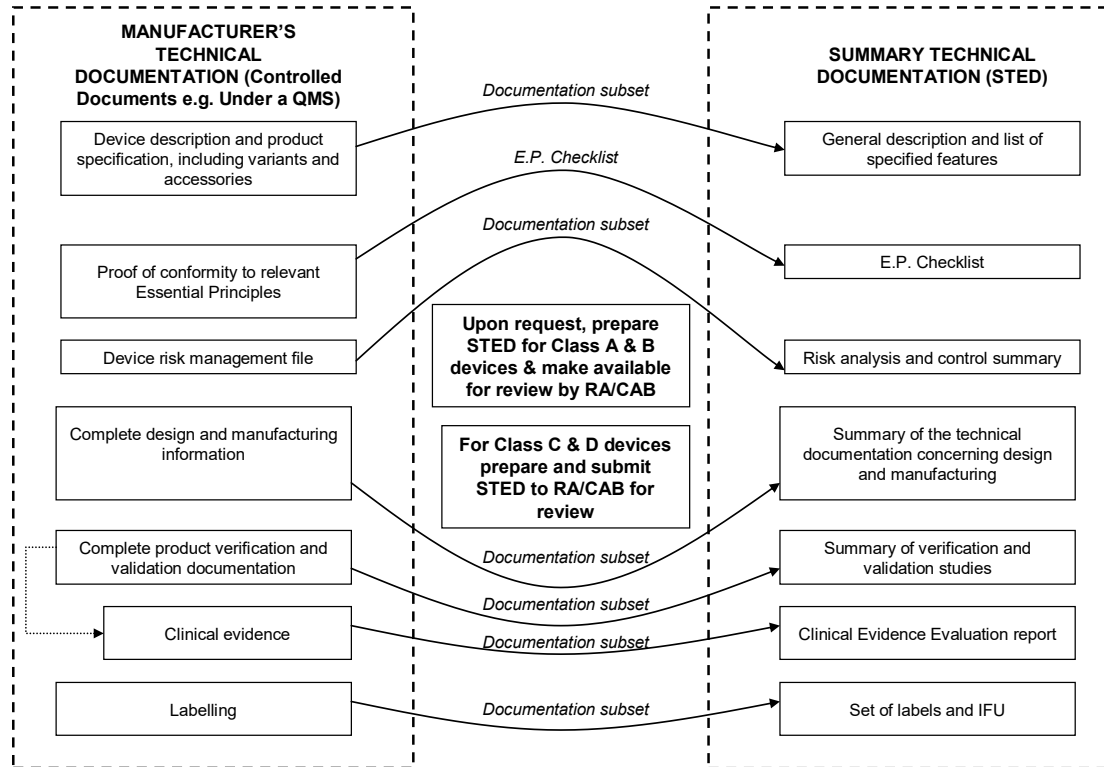 MANUFACTURER’S
TECHNICAL
DOCUMENTATION (Controlled
Documents e.g. Under a QMS)
SUMMARY TECHNICAL
DOCUMENTATION (STED)
Documentation subset
Device description and product
specification, including variants and
accessories
General description and list of
specified features
E.P. Checklist
Documentation subset
Proof of conformity to relevant
Essential Principles
E.P. Checklist
Upon request, prepare
STED for Class A & B
devices & make available
for review by RA/CAB
Device risk management file
Risk analysis and control summary
Complete design and manufacturing
information
For Class C & D devices
prepare and submit
STED to RA/CAB for
review
Summary of the technical
documentation concerning design
and manufacturing
Documentation subset
Complete product verification and
validation documentation
Summary of verification and
validation studies
Documentation subset
Clinical evidence
Documentation subset
Clinical Evidence Evaluation report
Labelling
Documentation subset
Set of labels and IFU